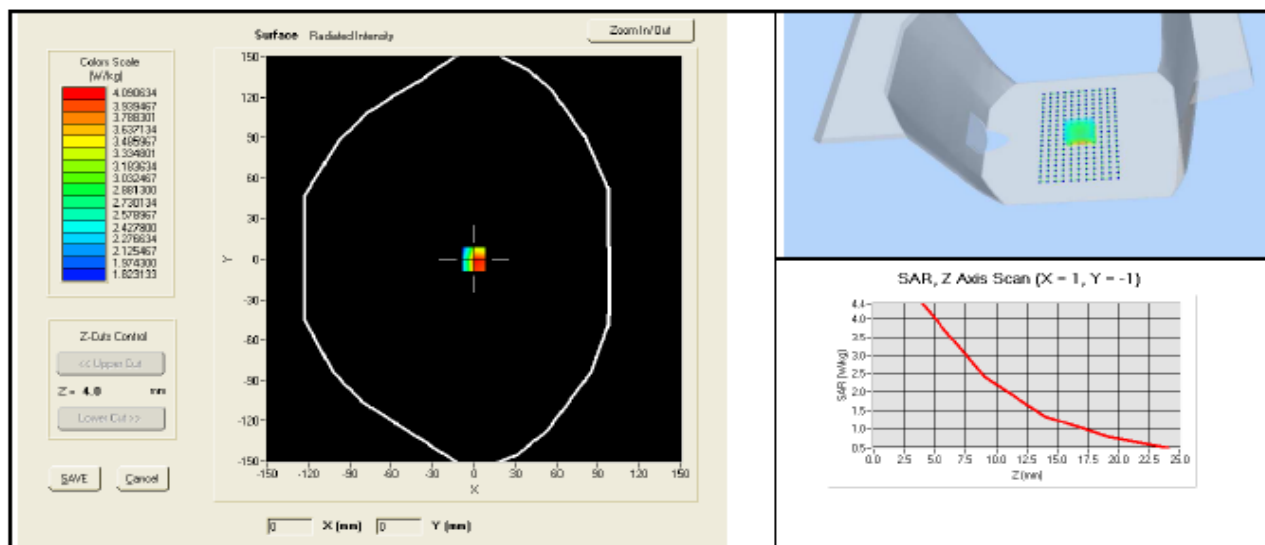 Surface Radiated Intensity
Zoom In/Out
Colors Scale
(W/kg)
4.090634
3.939467
3.788301
3.637134
3.485967
3.334801
3.183634
3.032467
2.881300
2.730134
2.578967
2.427800
2.276634
2.125467
1.974300
1.823133
Z-Cuts Control
<< Upper Cut
Z = 4.0 mm
Lower Cut >>
SAVE
Cancel
150
120
90
60
30
0
-30
-60
-90
-120
-150
Y
-150 -120 -90 -60 -30 0 30 60 90 120 150
X
0 X (mm) 0 Y (mm)
SAR, Z Axis Scan (X = 1, Y = -1)
SAR (W/kg)
4.4
4.0
3.5
3.0
2.5
2.0
1.5
1.0
0.5
0.0 2.5 5.0 7.5 10.0 12.5 15.0 17.5 20.0 22.5 25.0
Z (mm)